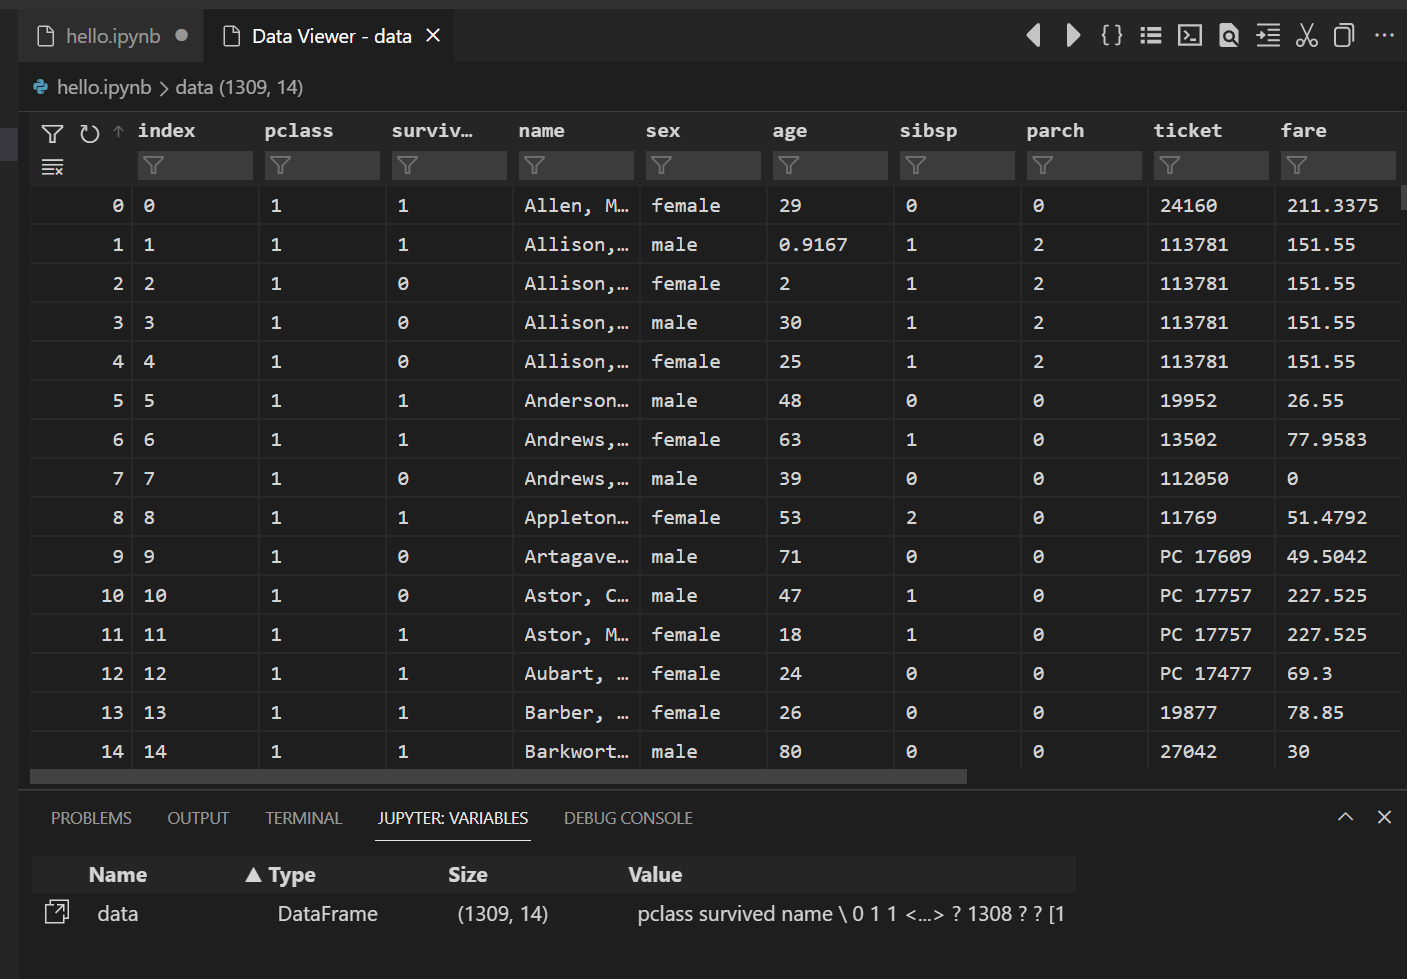 hello.ipynb Data Viewer - data
hello.ipynb > data (1309, 14)
index pclass surviv… name sex age sibsp parch ticket fare
0 0 1 1 Allen, M… female 29 0 0 24160 211.3375
1 1 1 1 Allison,… male 0.9167 1 2 113781 151.55
2 2 1 0 Allison,… female 2 1 2 113781 151.55
3 3 1 0 Allison,… male 30 1 2 113781 151.55
4 4 1 0 Allison,… female 25 1 2 113781 151.55
5 5 1 1 Anderson… male 48 0 0 19952 26.55
6 6 1 1 Andrews,… female 63 1 0 13502 77.9583
7 7 1 0 Andrews,… male 39 0 0 112050 0
8 8 1 1 Appleton… female 53 2 0 11769 51.4792
9 9 1 0 Artagave… male 71 0 0 PC 17609 49.5042
10 10 1 0 Astor, C… male 47 1 0 PC 17757 227.525
11 11 1 1 Astor, M… female 18 1 0 PC 17757 227.525
12 12 1 1 Aubart, … female 24 0 0 PC 17477 69.3
13 13 1 1 Barber, … female 26 0 0 19877 78.85
14 14 1 1 Barkwort… male 80 0 0 27042 30
PROBLEMS OUTPUT TERMINAL JUPYTER: VARIABLES DEBUG CONSOLE
Name ▲ Type Size Value
data DataFrame (1309, 14) pclass survived name \ 0 1 1 <...> ? 1308 ? ? [1